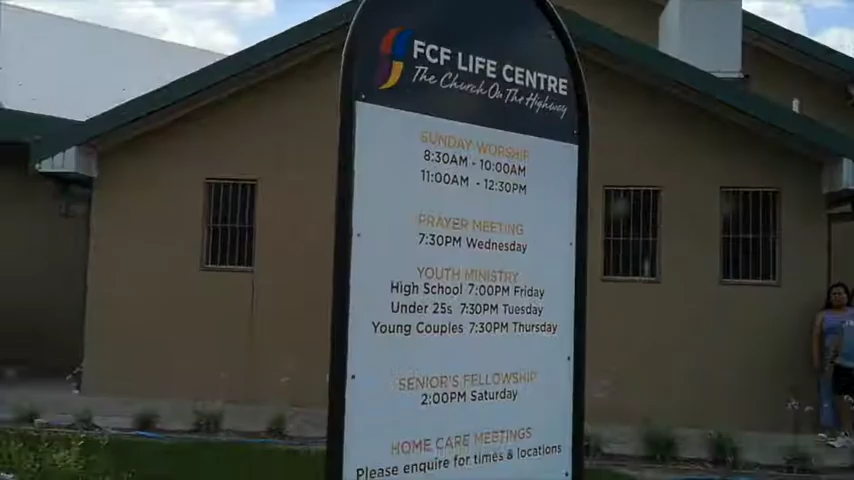 FCF LIFE CENTRE
The Church On The Highway
SUNDAY WORSHIP
8:30AM - 10:00AM
11:00AM - 12:30PM
PRAYER MEETING
7:30PM Wednesday
YOUTH MINISTRY
High School 7:00PM Friday
Under 25s 7:30PM Tuesday
Young Couples 7:30PM Thursday
SENIOR'S FELLOWSHIP
2:00PM Saturday
HOME CARE MEETINGS
Please enquire for times & locations